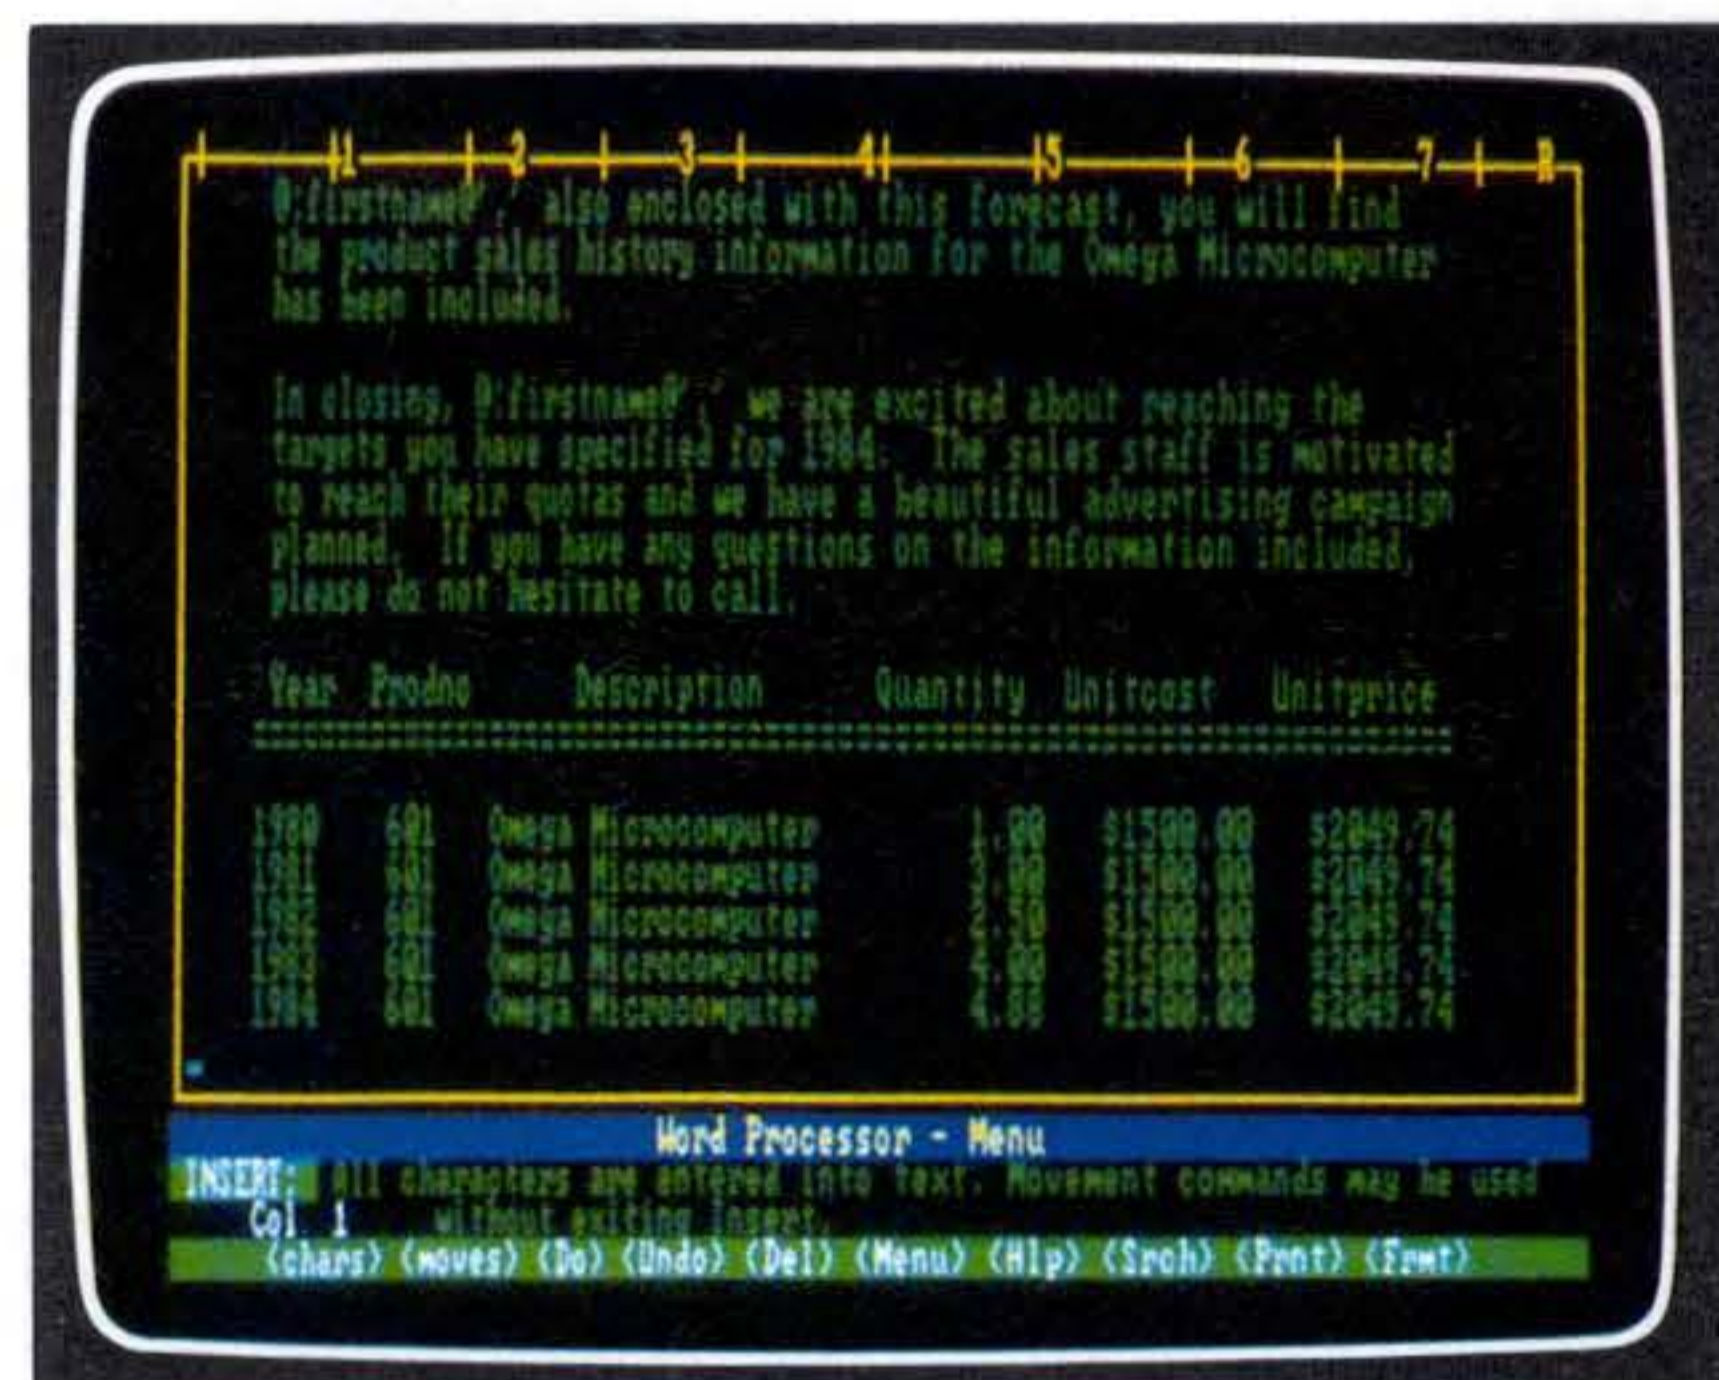 1 2 3 4 5 6 7 R
@:firstname@',' also enclosed with this forecast, you will find
the product sales history information for the Omega Microcomputer
has been included.
In closing, @:firstname@',' we are excited about reaching the
targets you have specified for 1984. The sales staff is motivated
to reach their quotas and we have a beautiful advertising campaign
planned. If you have any questions on the information included,
please do not hesitate to call.
Year Prodno Description Quantity Unitcost Unitprice
1980 601 Omega Microcomputer 1.00 $1500.00 $2049.74
1981 601 Omega Microcomputer $1500.00 $2049.74
1982 601 Omega Microcomputer $1500.00 $2049.74
1983 601 Omega Microcomputer $1500.00 $2049.74
1984 601 Omega Microcomputer 4.88 $1500.00 $2049.74
Word Processor - Menu
INSERT: All characters are entered into text. Movement commands may be used
Col. 1 without exiting Insert.
<chars> <moves> <Do> <Undo> <Del> <Menu> <Hlp> <Srch> <Prnt> <Frmt>